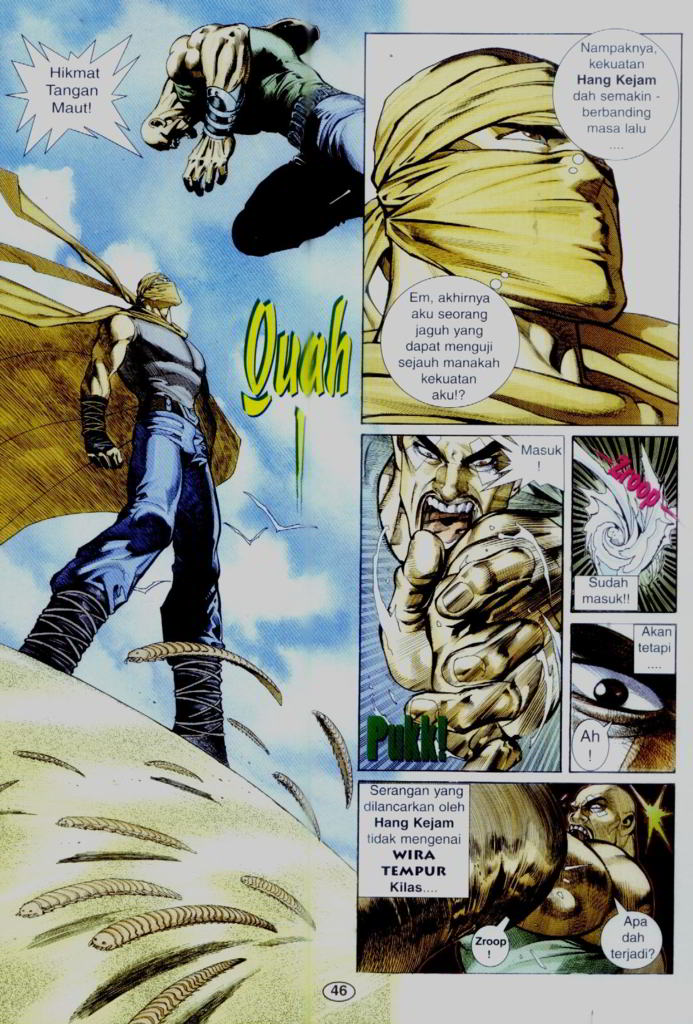 Hikmat
Tangan
Maut!
Quah
!
Nampaknya,
kekuatan
Hang Kejam
dah semakin -
berbanding
masa lalu
....
Em, akhirnya
aku seorang
jaguh yang
dapat menguji
sejauh manakah
kekuatan
aku!?
Masuk
!
Pukk!
Zroop
Sudah
masuk!!
Akan
tetapi
....
Ah
!
Serangan yang
dilancarkan oleh
Hang Kejam
tidak mengenai
WIRA
TEMPUR
Kilas....
Zroop
!
Apa
dah
terjadi?
46